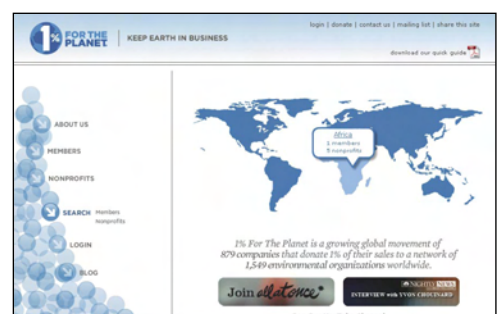 login | donate | contact us | mailing list | share this site
1% FOR THE
PLANET
KEEP EARTH IN BUSINESS
download our quick guide
ABOUT US
MEMBERS
NONPROFITS
SEARCH Members
nonprofits
LOGIN
BLOG
Africa
1 members
5 nonprofits
1% For The Planet is a growing global movement of
879 companies that donate 1% of their sales to a network of
1,549 environmental organizations worldwide.
Join all at once
NIGHTLY NEWS
INTERVIEW with YVON CHOUINARD